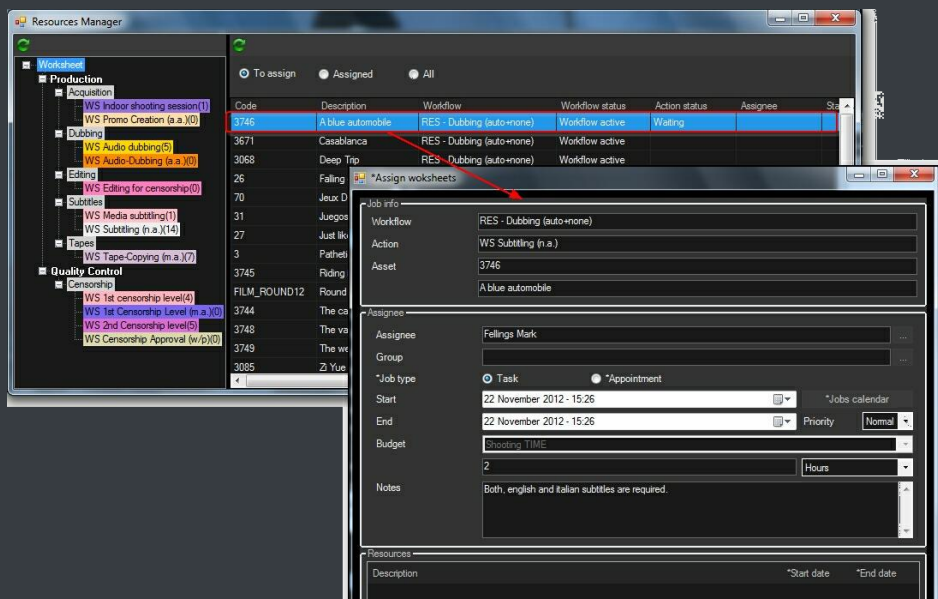 Resources Manager
Worksheet
Production
Acquisition
WS Indoor shooting session(1)
WS Promo Creation (a.a.)(0)
Dubbing
WS Audio dubbing(5)
WS Audio-Dubbing (a.a.)(0)
Editing
WS Editing for censorship(0)
Subtitles
WS Media subtitling(1)
WS Subtitling (n.a.)(14)
Tapes
WS Tape-Copying (m.a.)(7)
Quality Control
Censorship
WS 1st censorship level(4)
WS 1st Censorship Level (m.a.)(0)
WS 2nd Censorship level(5)
WS Censorship Approval (w/p)(0)
To assign Assigned All
Code Description Workflow Workflow status Action status Assignee Sta
3746 A blue automobile RES - Dubbing (auto+none) Workflow active Waiting
3671 Casablanca RES - Dubbing (auto+none) Workflow active
3068 Deep Trip RES - Dubbing (auto+none) Workflow active
26 Falling
70 Jeux D
31 Juegos
27 Just like
3 Patheti
3745 Riding
FILM_ROUND12 Round
3744 The ca
3748 The va
3749 The we
3085 Zi Yue
*Assign woksheets
Job info
Workflow RES - Dubbing (auto+none)
Action WS Subtitling (n.a.)
Asset 3746
A blue automobile
Assignee
Assignee Fellings Mark ...
Group ...
*Job type Task *Appointment
Start 22 November 2012 - 15:26 *Jobs calendar
End 22 November 2012 - 15:26 Priority Normal
Budget Shooting TIME
2 Hours
Notes Both, english and italian subtitles are required.
Resources
Description *Start date *End date